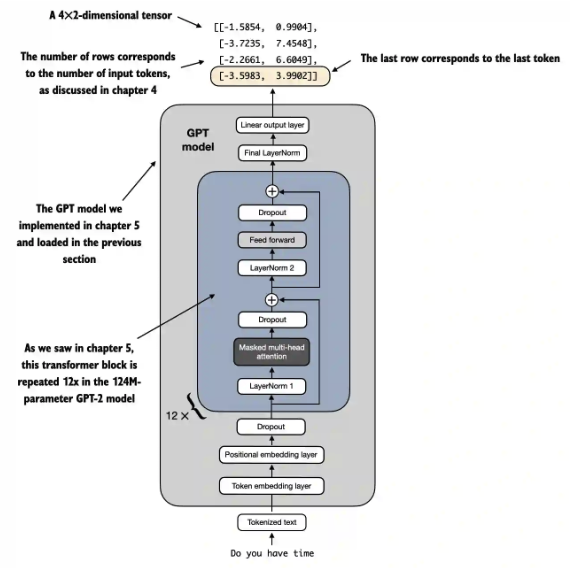 A 4×2-dimensional tensor
[[-1.5854, 0.9904],
[-3.7235, 7.4548],
[-2.2661, 6.6049],
[-3.5983, 3.9902]]
The number of rows corresponds
to the number of input tokens,
as discussed in chapter 4
The last row corresponds to the last token
GPT
model
Linear output layer
Final LayerNorm
Dropout
Feed forward
LayerNorm 2
The GPT model we
implemented in chapter 5
and loaded in the previous
section
Dropout
Masked multi-head
attention
LayerNorm 1
As we saw in chapter 5,
this transformer block is
repeated 12x in the 124M-
parameter GPT-2 model
12 ×
Dropout
Positional embedding layer
Token embedding layer
Tokenized text
Do you have time